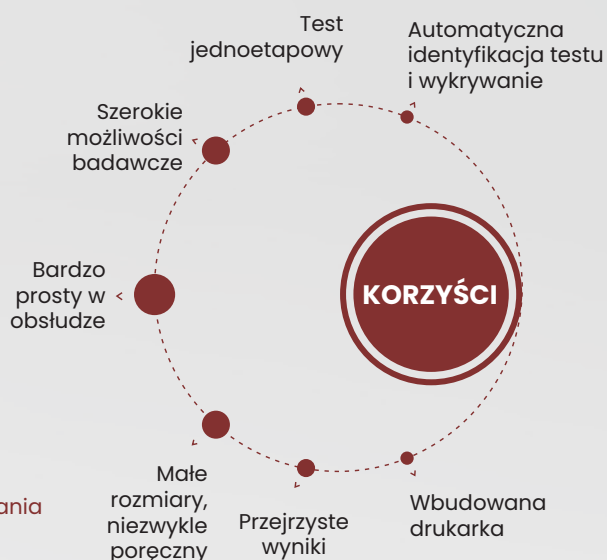 Test
jednoetapowy
Automatyczna
identyfikacja testu
i wykrywanie
Szerokie
możliwości
badawcze
Bardzo
prosty w
obsłudze
KORZYŚCI
Małe
rozmiary,
niezwykle
poręczny
Przejrzyste
wyniki
Wbudowana
drukarka